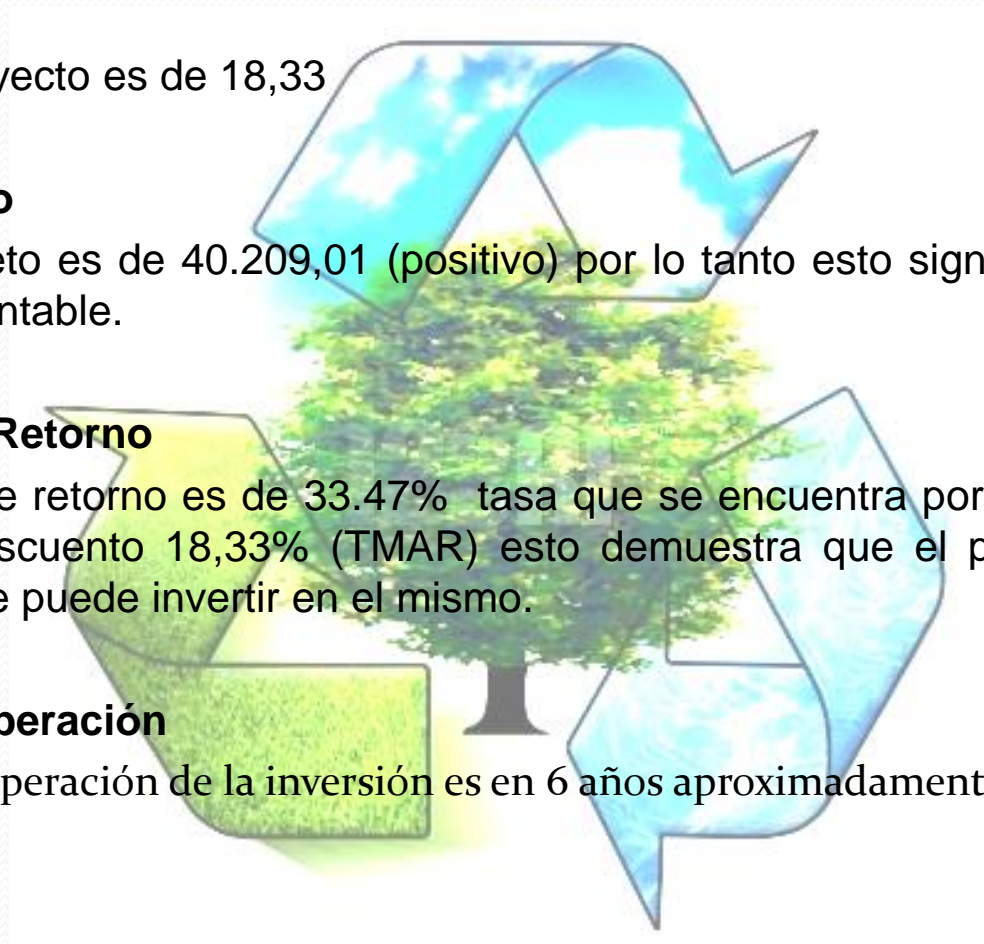 yecto es de 18,33
o
eto es de 40.209,01 (positivo) por lo tanto esto sign
ntable.
Retorno
e retorno es de 33.47% tasa que se encuentra por
scuento 18,33% (TMAR) esto demuestra que el p
e puede invertir en el mismo.
peración
peración de la inversión es en 6 años aproximadament